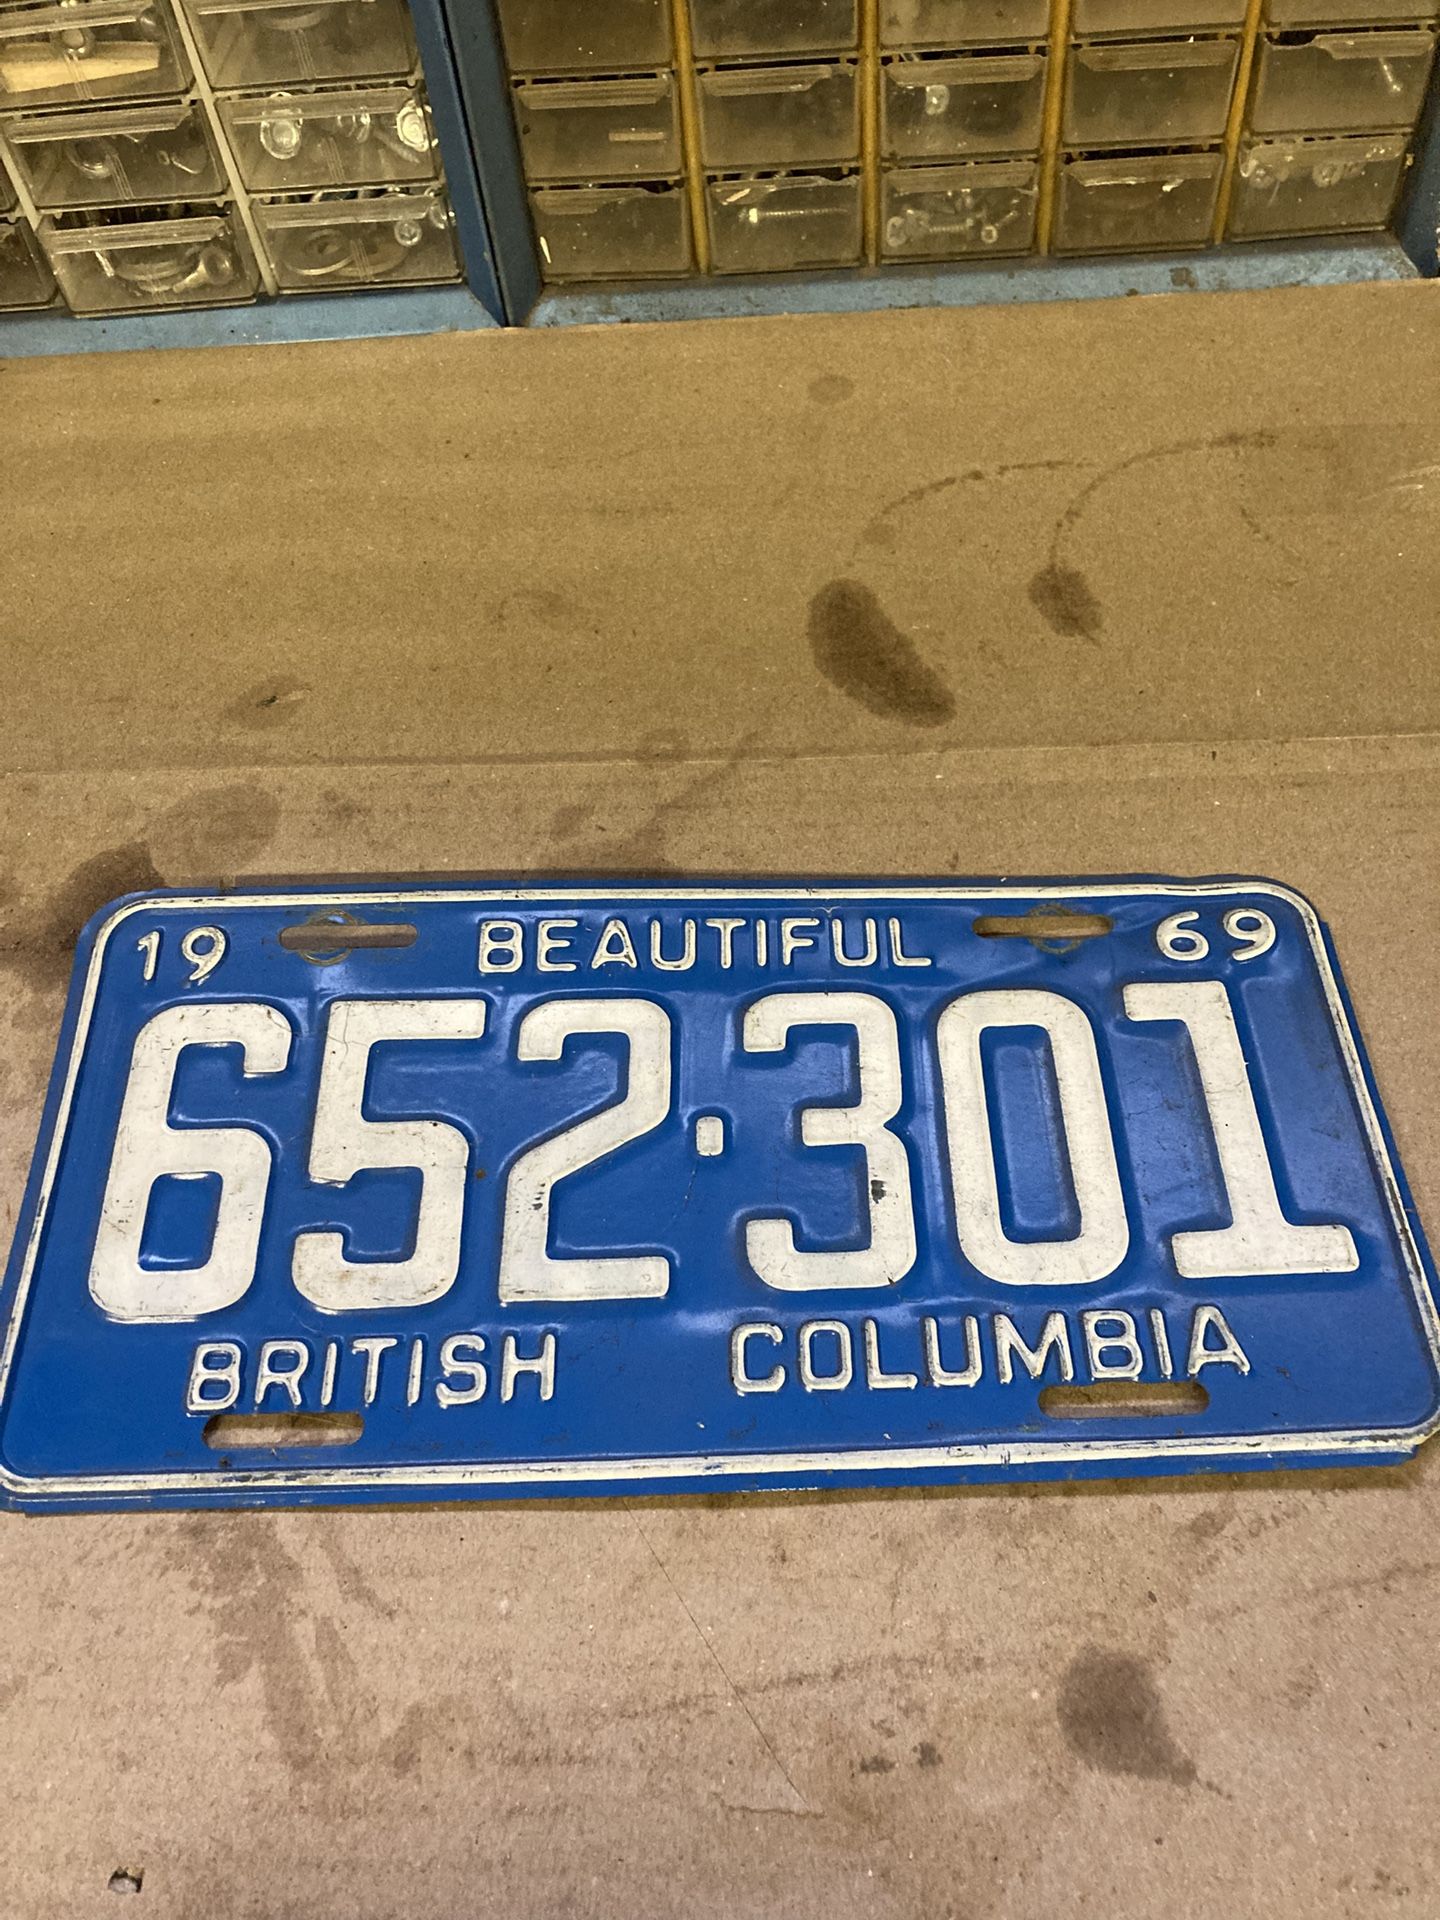 19 BEAUTIFUL 69
652·301
BRITISH COLUMBIA